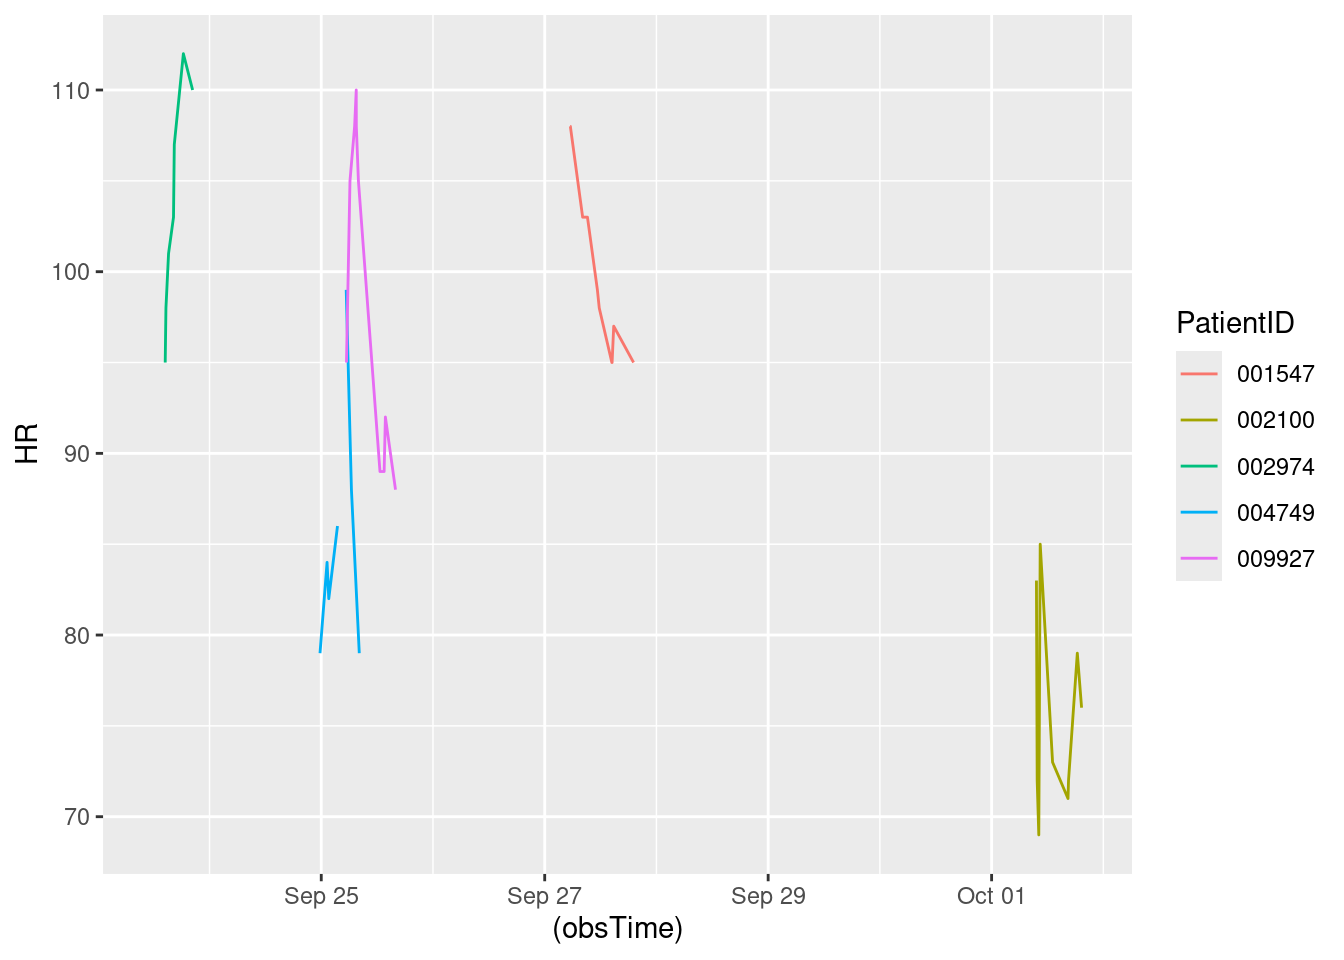 110
100
90
80
70
HR
Sep 25
Sep 27
Sep 29
Oct 01
(obsTime)
PatientID
001547
002100
002974
004749
009927